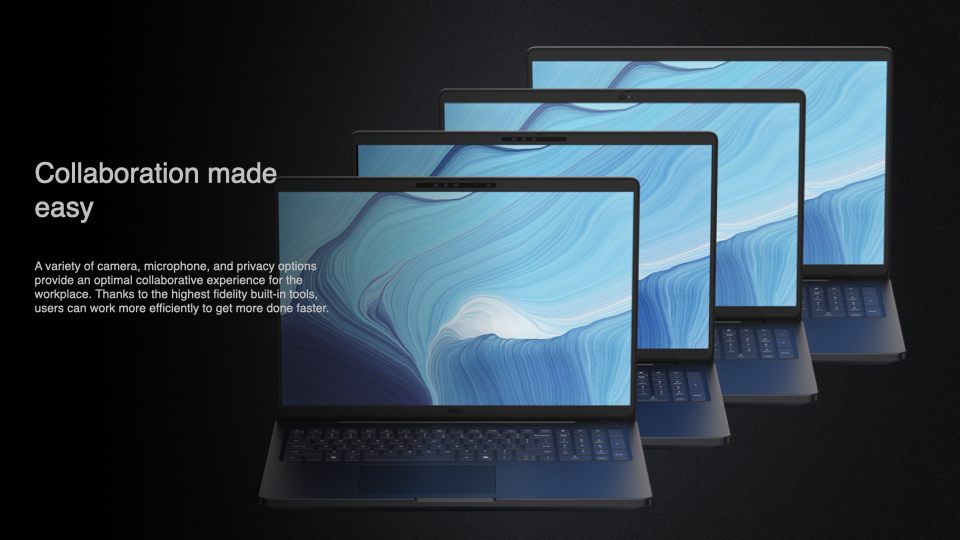 Collaboration made
easy
A variety of camera, microphone, and privacy options
provide an optimal collaborative experience for the
workplace. Thanks to the highest fidelity built-in tools,
users can work more efficiently to get more done faster.
DELL